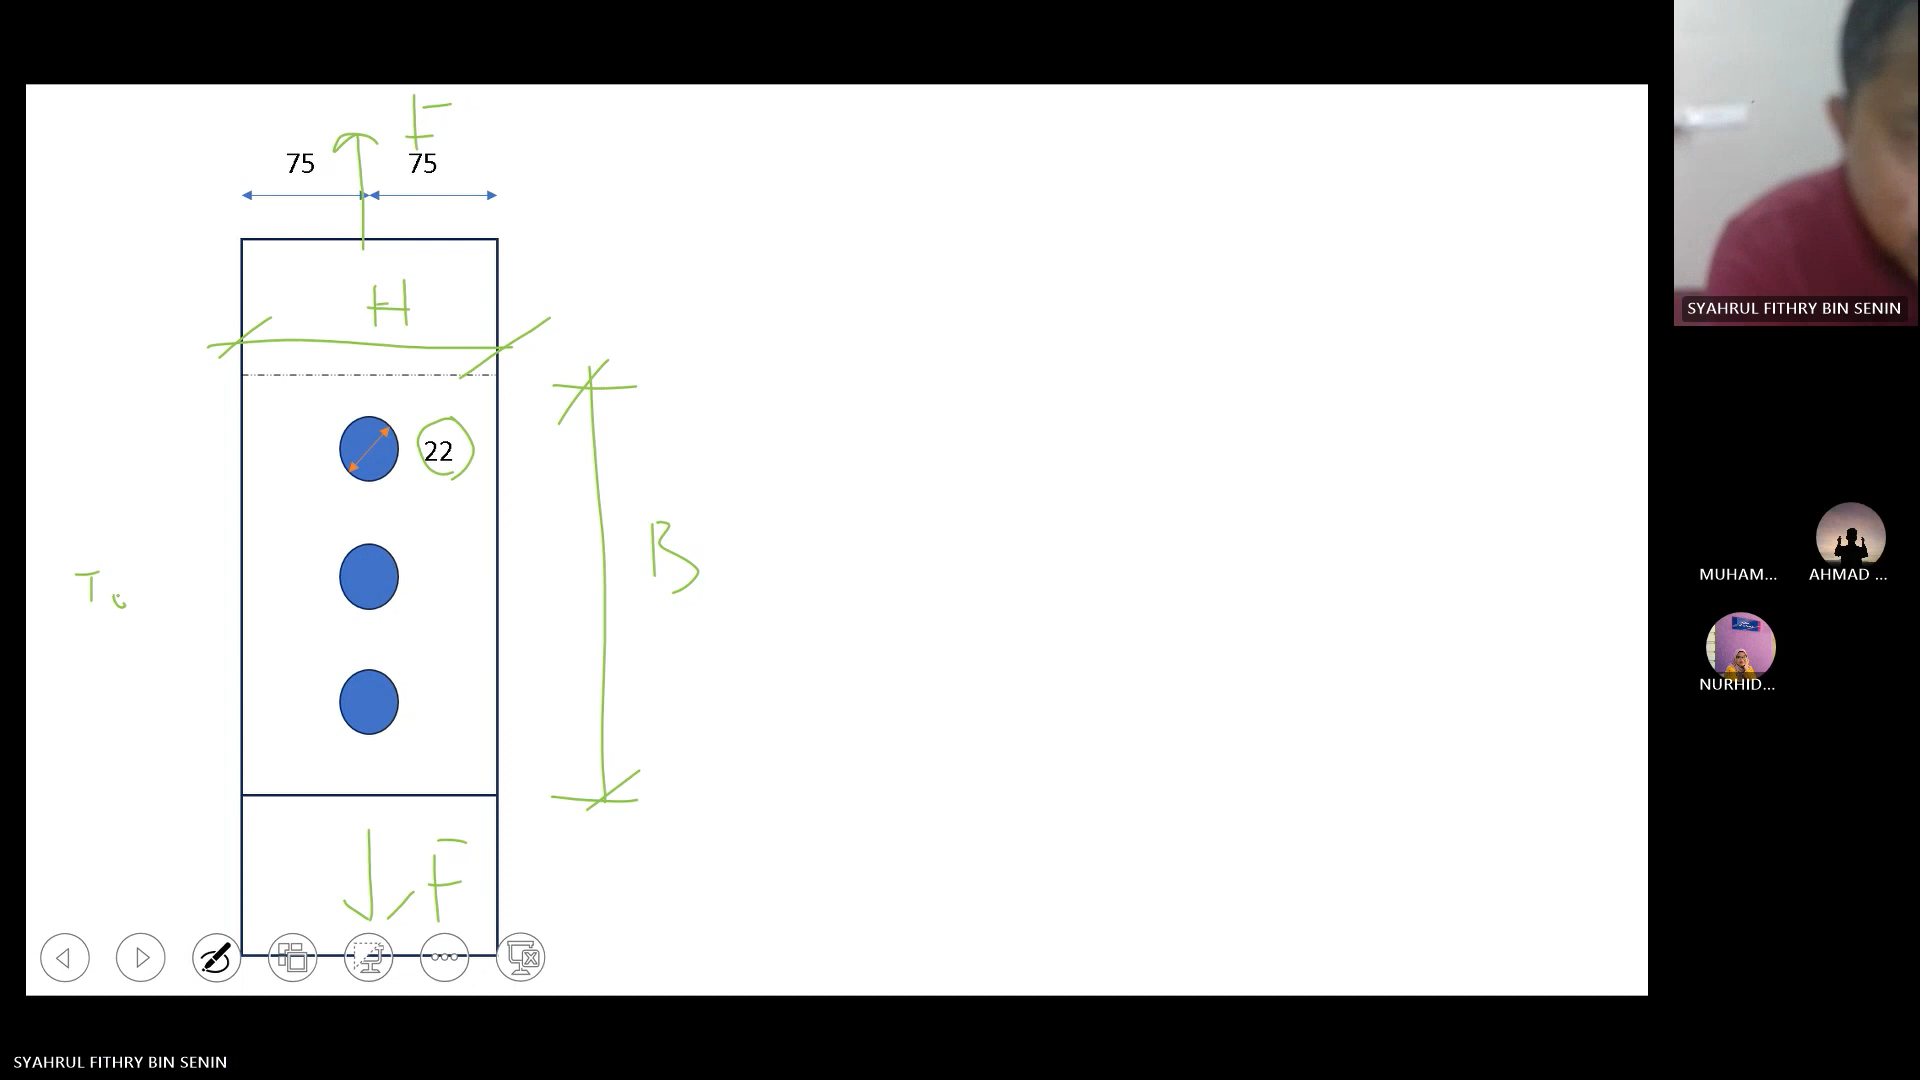 F
75 75
H
22
B
T
F
SYAHRUL FITHRY BIN SENIN
MUHAM...
AHMAD ...
NURHID...
SYAHRUL FITHRY BIN SENIN